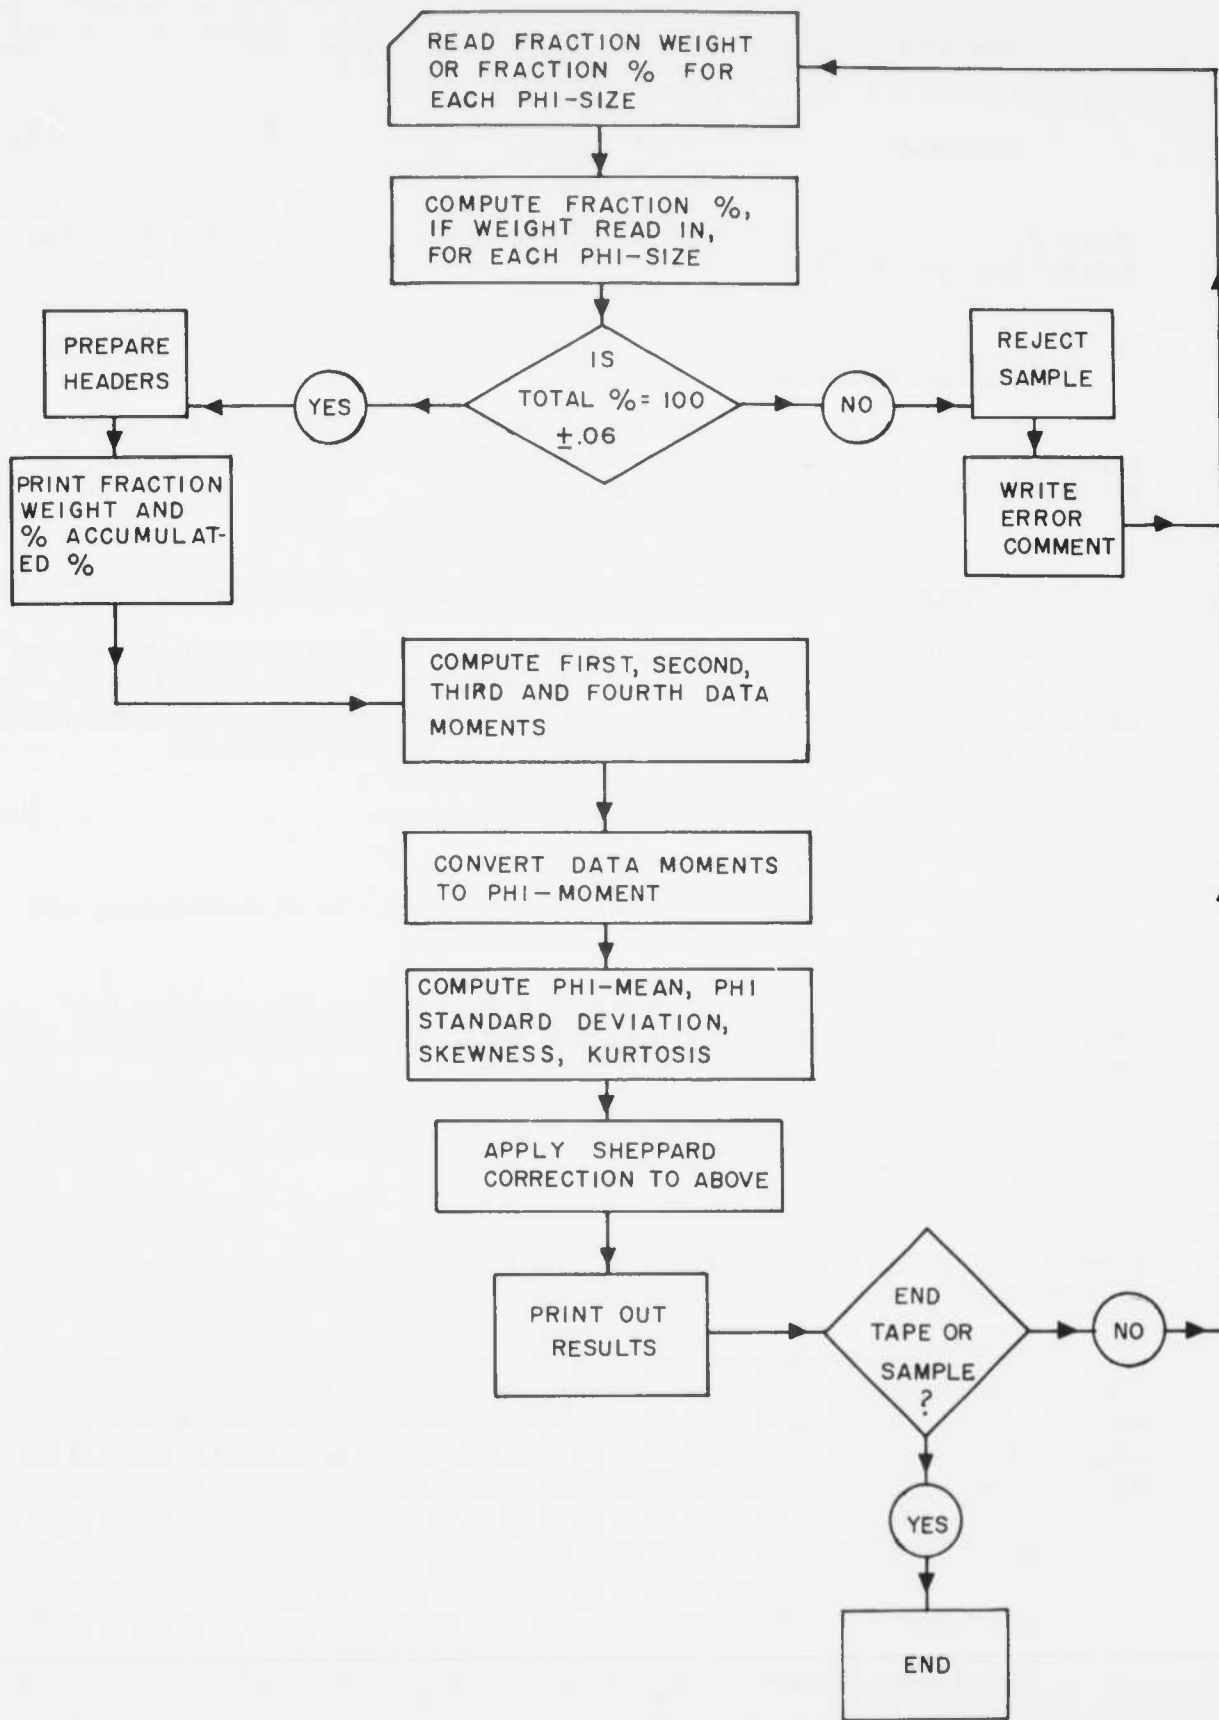 READ FRACTION WEIGHT
OR FRACTION % FOR
EACH PHI-SIZE
COMPUTE FRACTION %,
IF WEIGHT READ IN,
FOR EACH PHI-SIZE
IS
TOTAL % = 100
±.06
YES
NO
PREPARE
HEADERS
REJECT
SAMPLE
PRINT FRACTION
WEIGHT AND
% ACCUMULAT-
ED %
WRITE
ERROR
COMMENT
COMPUTE FIRST, SECOND,
THIRD AND FOURTH DATA
MOMENTS
CONVERT DATA MOMENTS
TO PHI-MOMENT
COMPUTE PHI-MEAN, PHI
STANDARD DEVIATION,
SKEWNESS, KURTOSIS
APPLY SHEPPARD
CORRECTION TO ABOVE
PRINT OUT
RESULTS
END
TAPE OR
SAMPLE
?
NO
YES
END